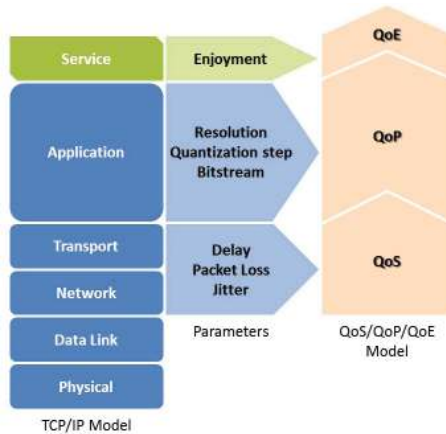 Service
Enjoyment
QoE
Application
Resolution
Quantization step
Bitstream
QoP
Transport
Network
Delay
Packet Loss
Jitter
QoS
Data Link
Physical
Parameters
QoS/QoP/QoE
Model
TCP/IP Model